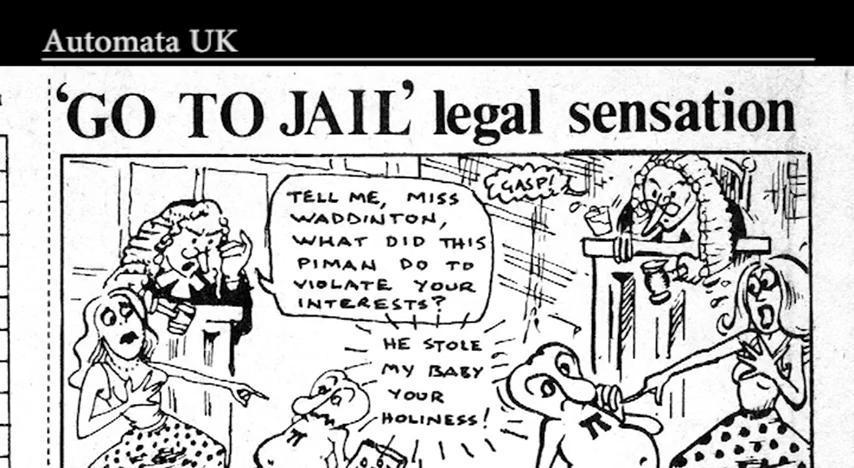 Automata UK
'GO TO JAIL' legal sensation
TELL ME, MISS
WADDINTON,
WHAT DID THIS
PIMAN DO TO
VIOLATE YOUR
INTERESTS?
GASP!
HE STOLE
MY BABY
YOUR
HOLINESS!
π
π